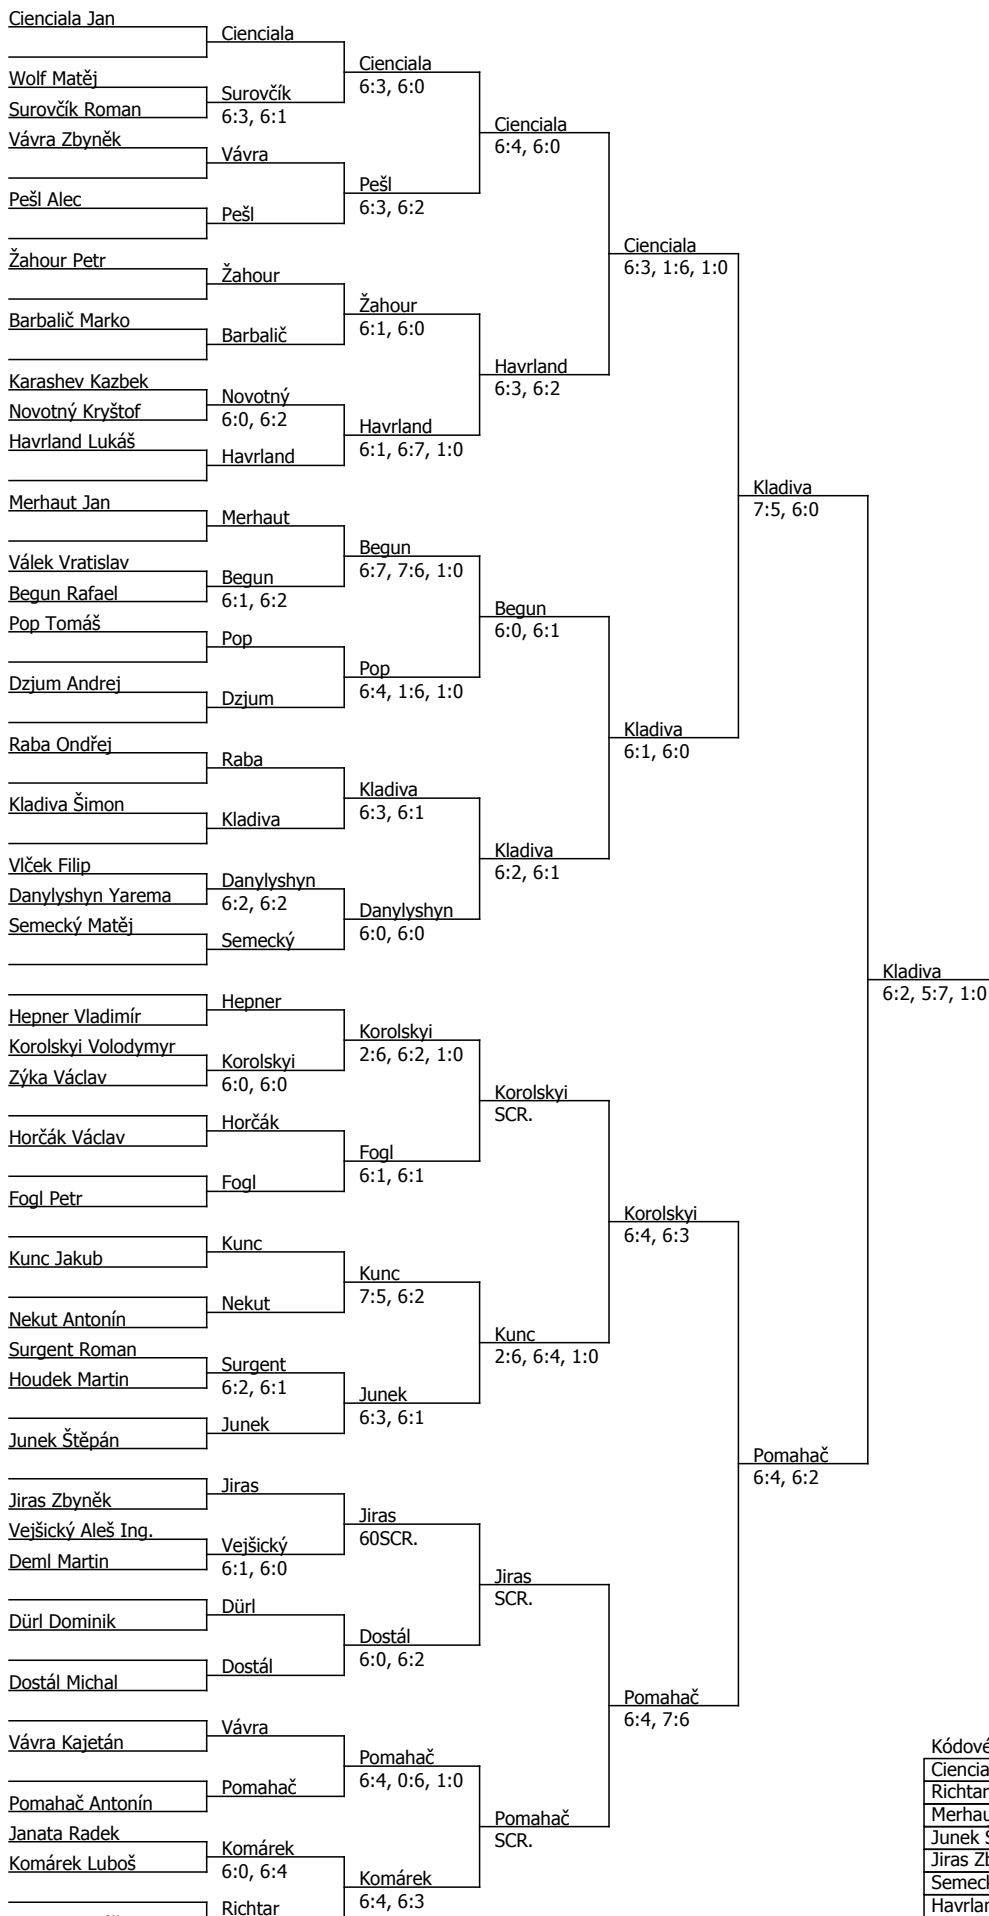 Cienciala Jan
Wolf Matěj
Surovčík Roman
Vávra Zbyněk
Pešl Alec
Žahour Petr
Barbalič Marko
Karashev Kazbek
Novotný Kryštof
Havrland Lukáš
Merhaut Jan
Válek Vratislav
Begun Rafael
Pop Tomáš
Dzjum Andrej
Raba Ondřej
Kladiva Šimon
Vlček Filip
Danylyshyn Yarema
Semecký Matěj
Hepner Vladimír
Korolskyi Volodymyr
Zýka Václav
Horčák Václav
Fogl Petr
Kunc Jakub
Nekut Antonín
Surgent Roman
Houdek Martin
Junek Štěpán
Jiras Zbyněk
Vejšický Aleš Ing.
Deml Martin
Dürl Dominik
Dostál Michal
Vávra Kajetán
Pomahač Antonín
Janata Radek
Komárek Luboš
Cienciala
Surovčík
6:3, 6:1
Vávra
Pešl
Žahour
Barbalič
Novotný
6:0, 6:2
Havrland
Merhaut
Begun
6:1, 6:2
Pop
Dzjum
Raba
Kladiva
Danylyshyn
6:2, 6:2
Semecký
Hepner
Korolskyi
6:0, 6:0
Horčák
Fogl
Kunc
Nekut
Surgent
6:2, 6:1
Junek
Jiras
Vejšický
6:1, 6:0
Dürl
Dostál
Vávra
Pomahač
Komárek
6:0, 6:4
Richtar
Cienciala
6:3, 6:0
Pešl
6:3, 6:2
Žahour
6:1, 6:0
Havrland
6:1, 6:7, 1:0
Begun
6:7, 7:6, 1:0
Pop
6:4, 1:6, 1:0
Kladiva
6:3, 6:1
Danylyshyn
6:0, 6:0
Korolskyi
2:6, 6:2, 1:0
Fogl
6:1, 6:1
Kunc
7:5, 6:2
Junek
6:3, 6:1
Jiras
60SCR.
Dostál
6:0, 6:2
Pomahač
6:4, 0:6, 1:0
Komárek
6:4, 6:3
Cienciala
6:4, 6:0
Havrland
6:3, 6:2
Begun
6:0, 6:1
Kladiva
6:2, 6:1
Korolskyi
SCR.
Kunc
2:6, 6:4, 1:0
Jiras
SCR.
Pomahač
SCR.
Cienciala
6:3, 1:6, 1:0
Kladiva
6:1, 6:0
Korolskyi
6:4, 6:3
Pomahač
6:4, 7:6
Kladiva
7:5, 6:0
Pomahač
6:4, 6:2
Kladiva
6:2, 5:7, 1:0
Kódové
Ciencia
Richtar
Merhau
Junek
Jiras
Semeck
Havrlan